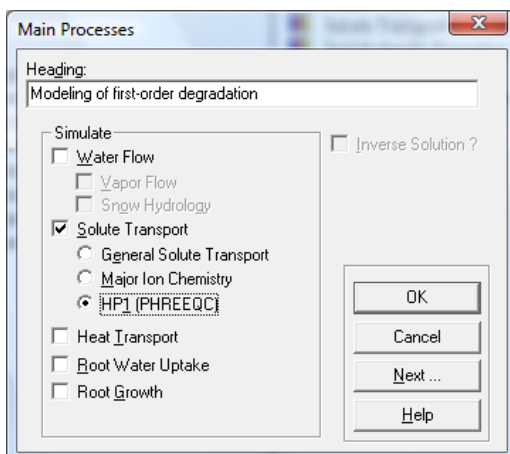 Main Processes
Heading:
Modeling of first-order degradation
Simulate
Inverse Solution ?
Water Flow
Vapor Flow
Snow Hydrology
Solute Transport
General Solute Transport
Major Ion Chemistry
HP1 (PHREEQC)
Heat Transport
Root Water Uptake
Root Growth
OK
Cancel
Next ...
Help